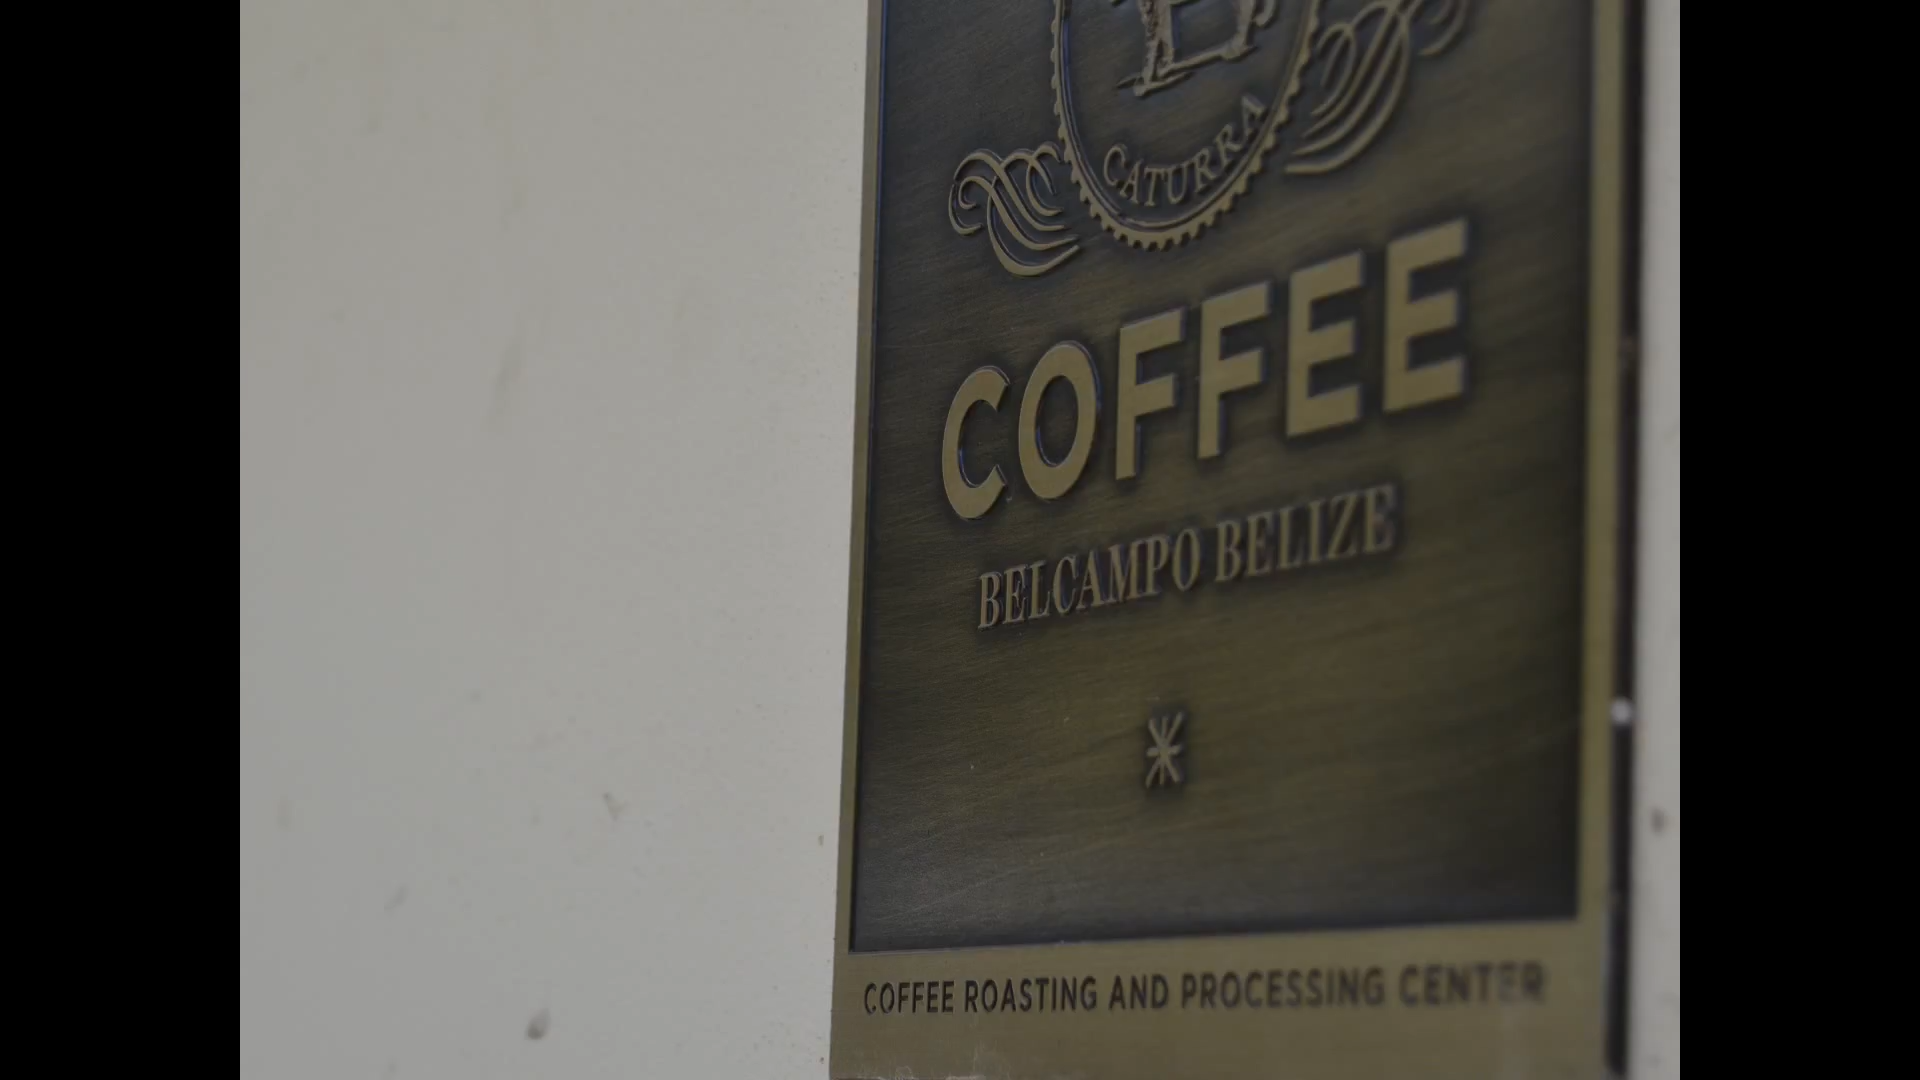 CATURRA
COFFEE
BELCAMPO BELIZE
COFFEE ROASTING AND PROCESSING CENTER